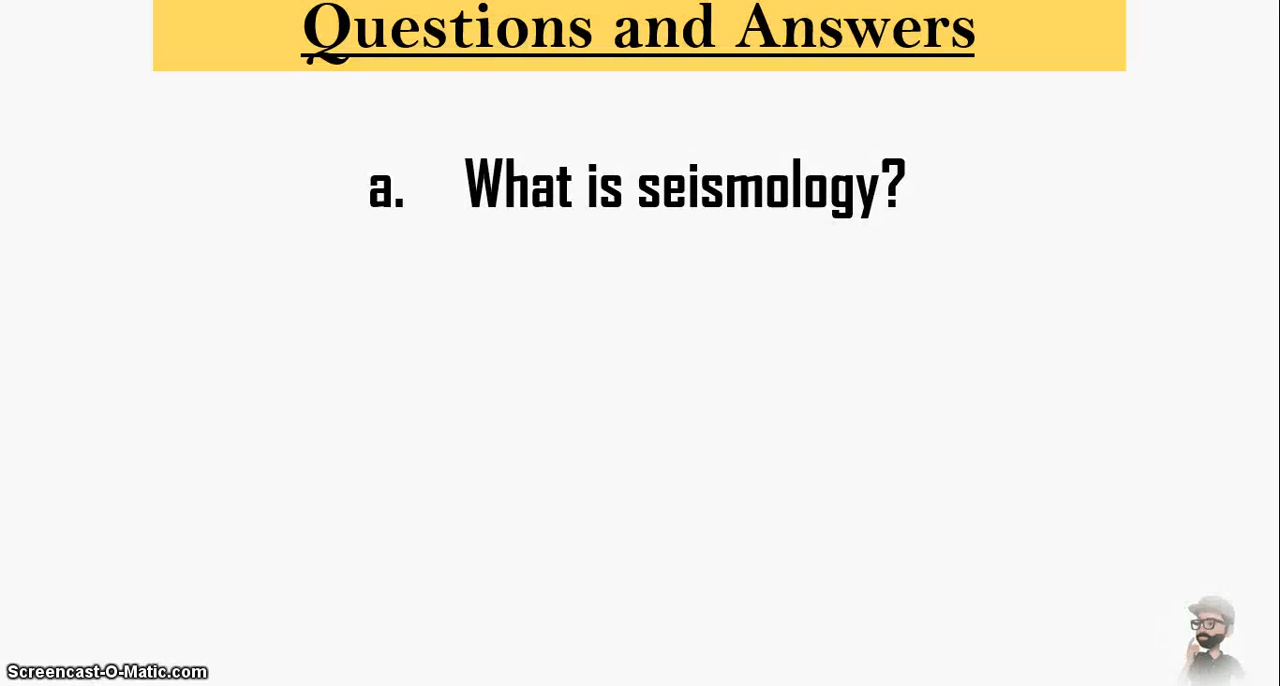 Questions and Answers
a. What is seismology?
Screencast-O-Matic.com